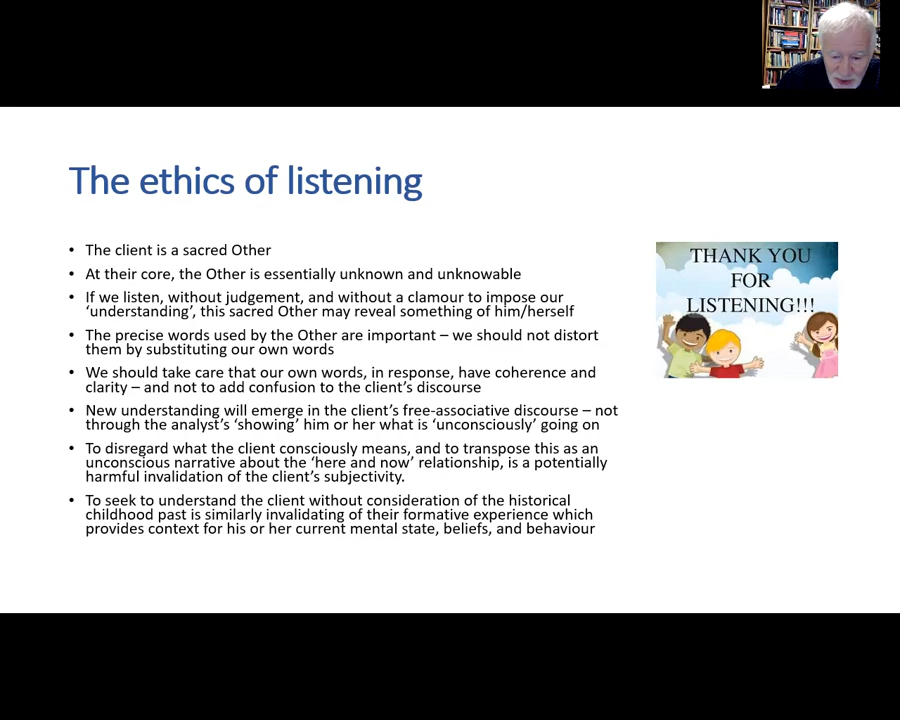 The ethics of listening
• The client is a sacred Other
• At their core, the Other is essentially unknown and unknowable
• If we listen, without judgement, and without a clamour to impose our
‘understanding’, this sacred Other may reveal something of him/herself
• The precise words used by the Other are important – we should not distort
them by substituting our own words
• We should take care that our own words, in response, have coherence and
clarity – and not to add confusion to the client’s discourse
• New understanding will emerge in the client’s free-associative discourse – not
through the analyst’s ‘showing’ him or her what is ‘unconsciously’ going on
• To disregard what the client consciously means, and to transpose this as an
unconscious narrative about the ‘here and now’ relationship, is a potentially
harmful invalidation of the client’s subjectivity.
• To seek to understand the client without consideration of the historical
childhood past is similarly invalidating of their formative experience which
provides context for his or her current mental state, beliefs, and behaviour
THANK YOU
FOR
LISTENING!!!